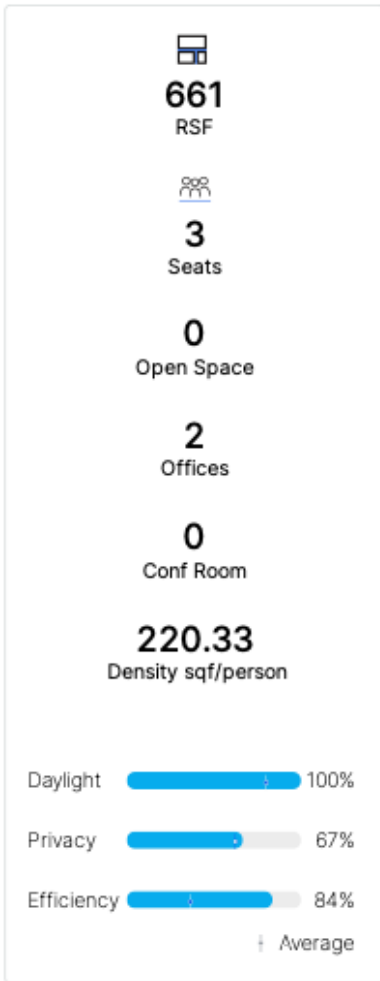 661
RSF
3
Seats
0
Open Space
2
Offices
0
Conf Room
220.33
Density sqf/person
Daylight 100%
Privacy 67%
Efficiency 84%
Average